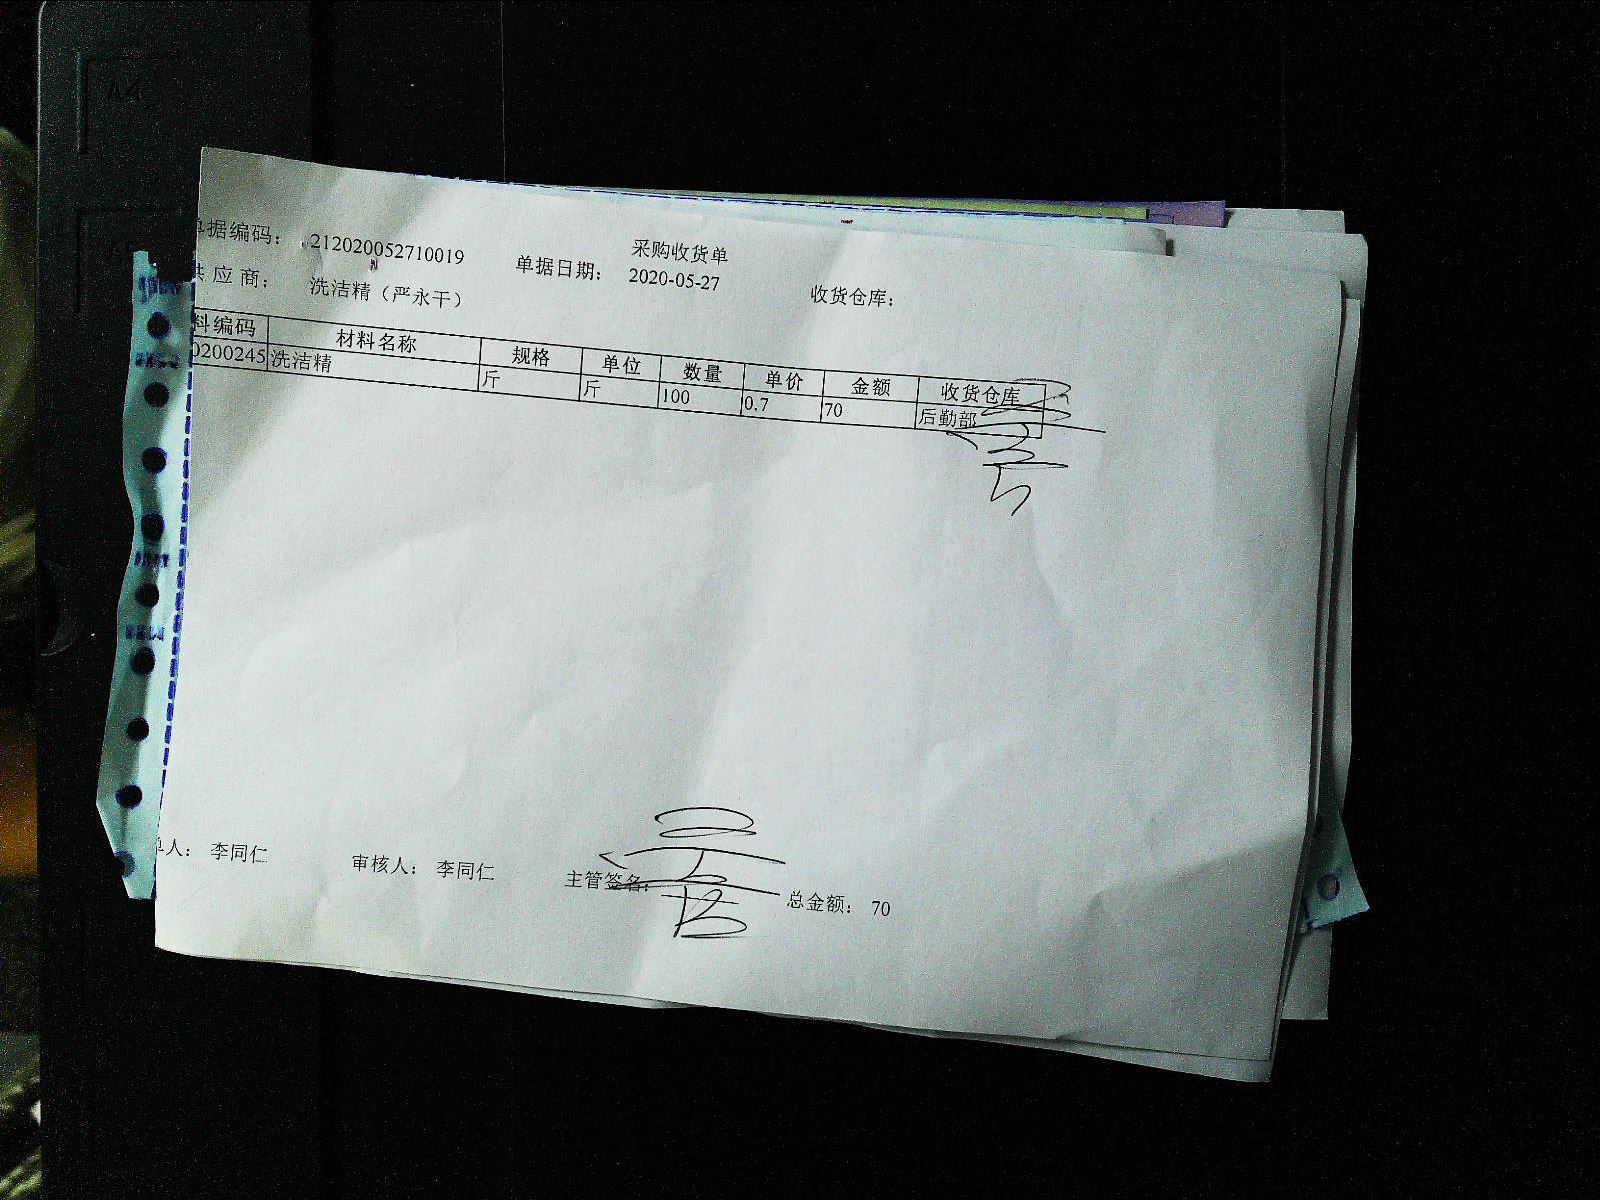 采购收货单
单据编码： 212020052710019 单据日期： 2020-05-27 收货仓库：
供应商： 洗洁精（严永干）
料编码 材料名称 规格 单位 数量 单价 金额 收货仓库
0200245 洗洁精 斤 斤 100 0.7 70 后勤部
单人： 李同仁 审核人： 李同仁 主管签名： 总金额： 70